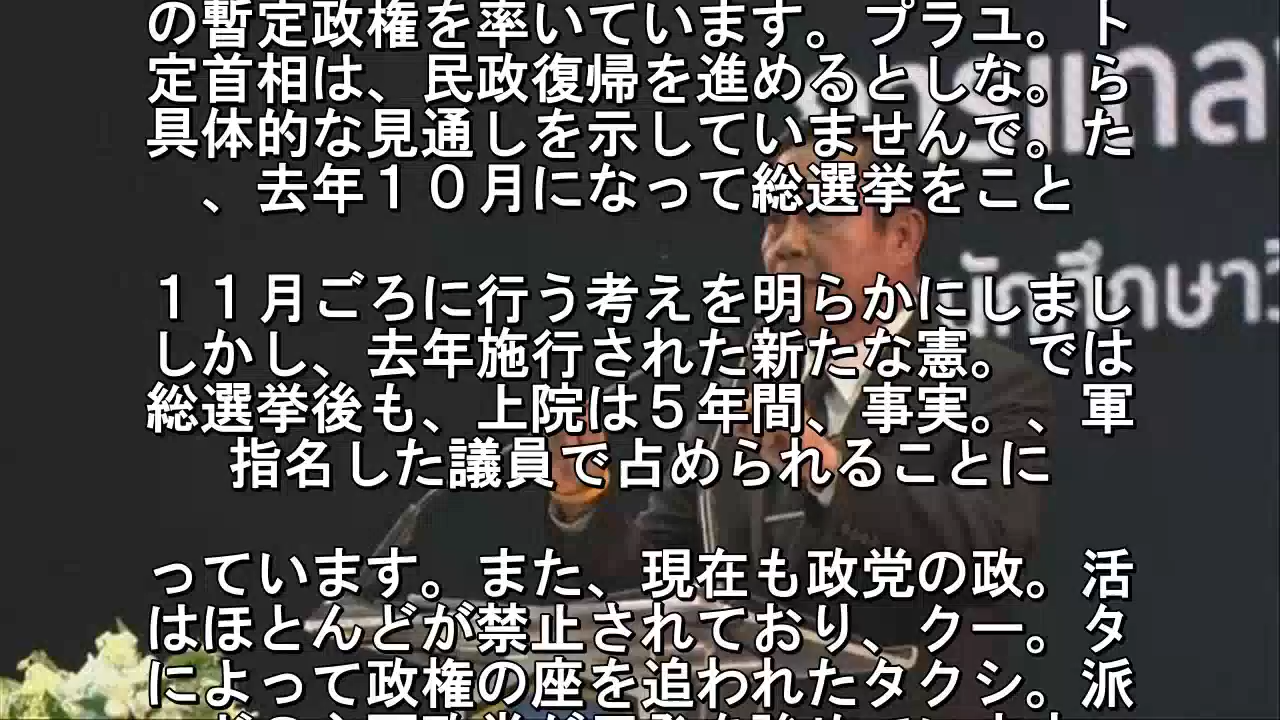 の暫定政権を率いています。プラユ。ト
定首相は、民政復帰を進めるとしな。ら
具体的な見通しを示していませんで。た
、去年１０月になって総選挙をこと
１１月ごろに行う考えを明らかにしまし
しかし、去年施行された新たな憲。では
総選挙後も、上院は５年間、事実。、軍
指名した議員で占められることに
っています。また、現在も政党の政。活
はほとんどが禁止されており、クー。タ
によって政権の座を追われたタクシ。派